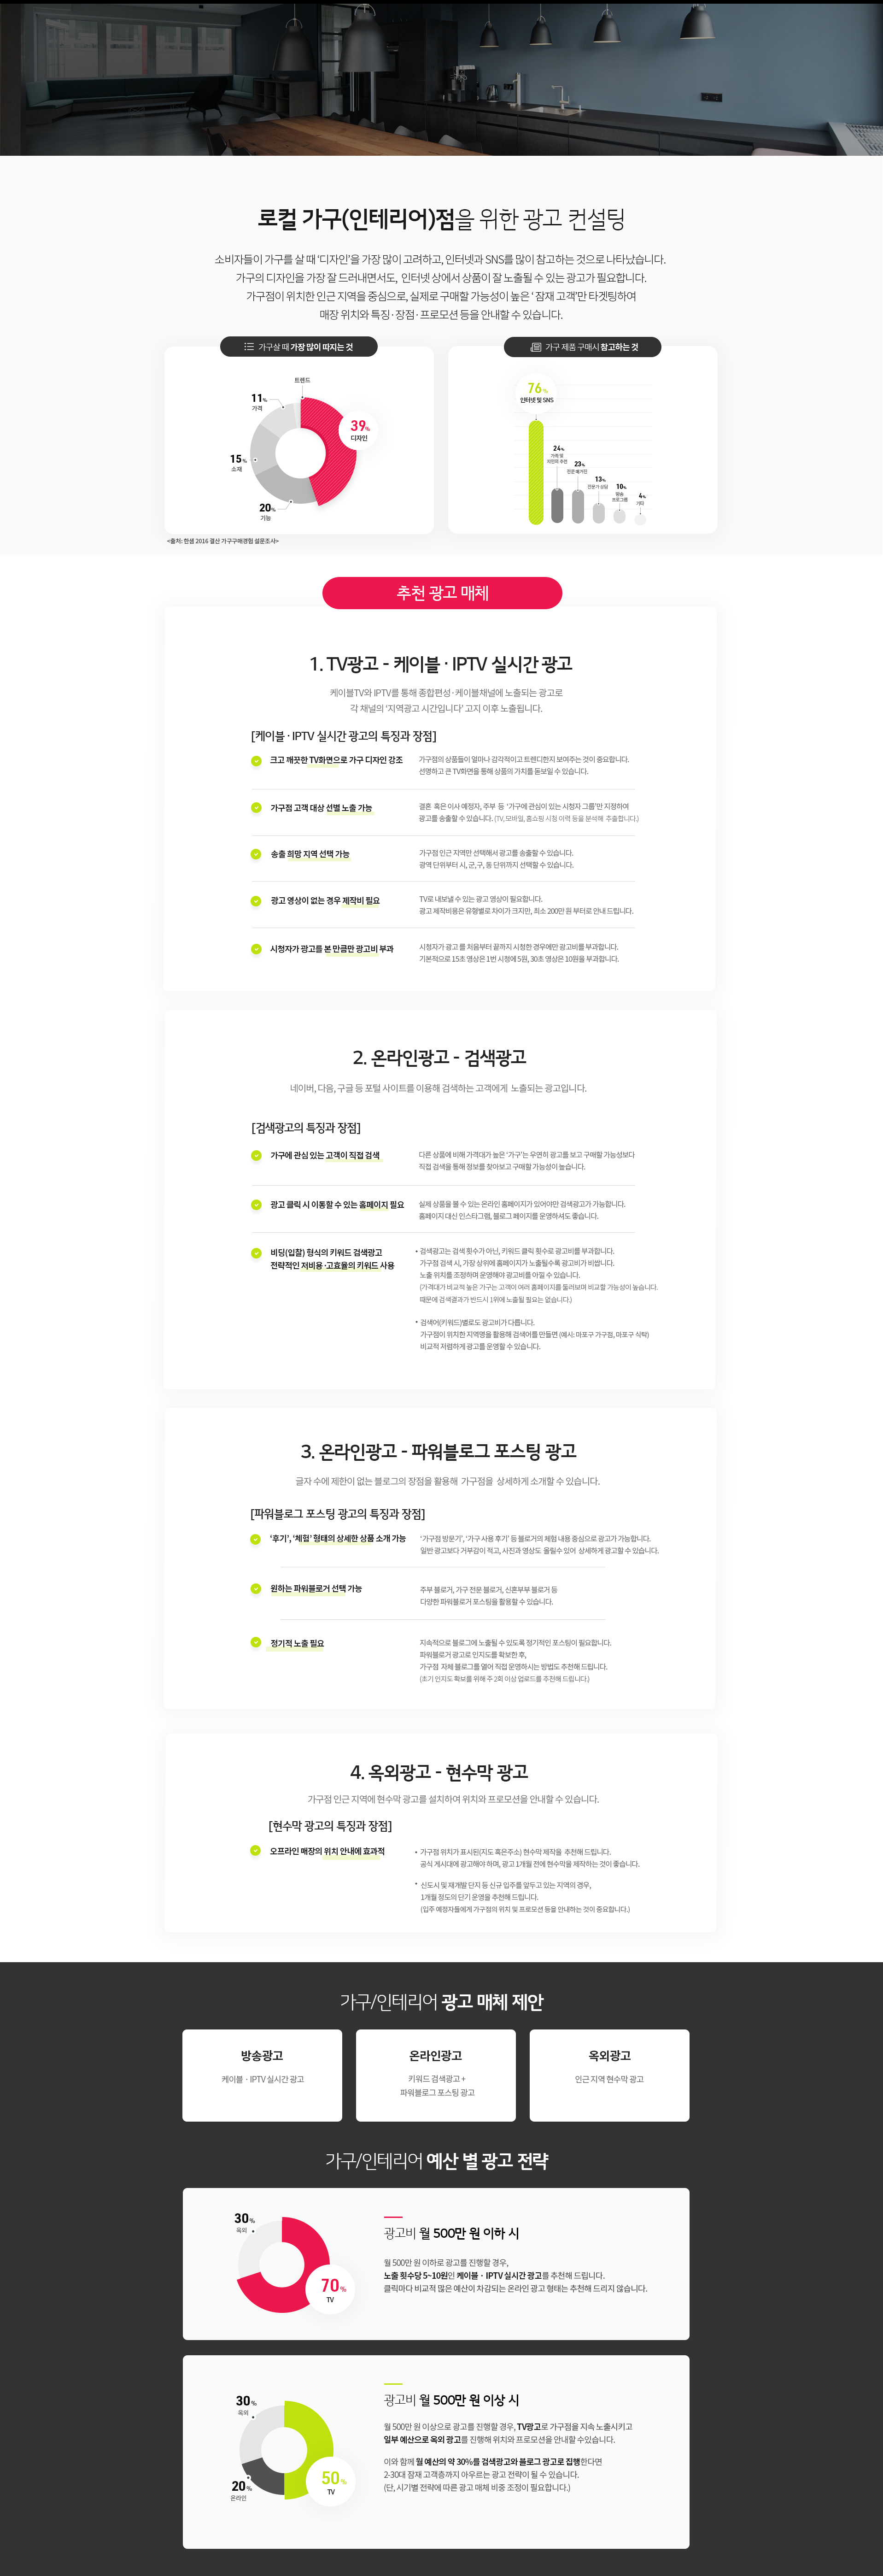 로컬 가구(인테리어)점을 위한 광고 컨설팅
소비자들이 가구를 살 때 '디자인'을 가장 많이 고려하고, 인터넷과 SNS를 많이 참고하는 것으로 나타났습니다.
가구의 디자인을 가장 잘 드러내면서도, 인터넷 상에서 상품이 잘 노출될 수 있는 광고가 필요합니다.
가구점이 위치한 인근 지역을 중심으로, 실제로 구매할 가능성이 높은 ' 잠재 고객'만 타겟팅하여
매장 위치와 특징·장점·프로모션 등을 안내할 수 있습니다.
가구살 때 가장 많이 따지는 것
트렌드
11%
가격
39%
디자인
15%
소재
20%
기능
가구 제품 구매시 참고하는 것
76%
인터넷 및 SNS
24%
가족 및
지인의 추천
23%
전문 매거진
13%
전문가 상담
10%
방송
프로그램
4%
기타
<출처: 한샘 2016 결산 가구구매경험 설문조사>
추천 광고 매체
1. TV광고 - 케이블 · IPTV 실시간 광고
케이블TV와 IPTV를 통해 종합편성·케이블채널에 노출되는 광고로
각 채널의 '지역광고 시간입니다' 고지 이후 노출됩니다.
[케이블 · IPTV 실시간 광고의 특징과 장점]
크고 깨끗한 TV화면으로 가구 디자인 강조
가구점의 상품들이 얼마나 감각적이고 트렌디한지 보여주는 것이 중요합니다.
선명하고 큰 TV화면을 통해 상품의 가치를 돋보일 수 있습니다.
가구점 고객 대상 선별 노출 가능
결혼 혹은 이사 예정자, 주부 등 '가구에 관심이 있는 시청자 그룹'만 지정하여
광고를 송출할 수 있습니다. (TV, 모바일, 홈쇼핑 시청 이력 등을 분석해 추출합니다.)
송출 희망 지역 선택 가능
가구점 인근 지역만 선택해서 광고를 송출할 수 있습니다.
광역 단위부터 시, 군, 구, 동 단위까지 선택할 수 있습니다.
광고 영상이 없는 경우 제작비 필요
TV로 내보낼 수 있는 광고 영상이 필요합니다.
광고 제작비용은 유형별로 차이가 크지만, 최소 200만 원 부터로 안내 드립니다.
시청자가 광고를 본 만큼만 광고비 부과
시청자가 광고 를 처음부터 끝까지 시청한 경우에만 광고비를 부과합니다.
기본적으로 15초 영상은 1번 시청에 5원, 30초 영상은 10원을 부과합니다.
2. 온라인광고 - 검색광고
네이버, 다음, 구글 등 포털 사이트를 이용해 검색하는 고객에게 노출되는 광고입니다.
[검색광고의 특징과 장점]
가구에 관심 있는 고객이 직접 검색
다른 상품에 비해 가격대가 높은 '가구'는 우연히 광고를 보고 구매할 가능성보다
직접 검색을 통해 정보를 찾아보고 구매할 가능성이 높습니다.
광고 클릭 시 이동할 수 있는 홈페이지 필요
실제 상품을 볼 수 있는 온라인 홈페이지가 있어야만 검색광고가 가능합니다.
홈페이지 대신 인스타그램, 블로그 페이지를 운영하셔도 좋습니다.
비딩(입찰) 형식의 키워드 검색광고
전략적인 저비용·고효율의 키워드 사용
• 검색광고는 검색 횟수가 아닌, 키워드 클릭 횟수로 광고비를 부과합니다.
가구점 검색 시, 가장 상위에 홈페이지가 노출될수록 광고비가 비쌉니다.
노출 위치를 조정하며 운영해야 광고비를 아낄 수 있습니다.
(가격대가 비교적 높은 가구는 고객이 여러 홈페이지를 둘러보며 비교할 가능성이 높습니다.
때문에 검색결과가 반드시 1위에 노출될 필요는 없습니다.)
• 검색어(키워드)별로도 광고비가 다릅니다.
가구점이 위치한 지역명을 활용해 검색어를 만들면 (예시: 마포구 가구점, 마포구 식탁)
비교적 저렴하게 광고를 운영할 수 있습니다.
3. 온라인광고 - 파워블로그 포스팅 광고
글자 수에 제한이 없는 블로그의 장점을 활용해 가구점을 상세하게 소개할 수 있습니다.
[파워블로그 포스팅 광고의 특징과 장점]
'후기', '체험' 형태의 상세한 상품 소개 가능
'가구점 방문기', '가구 사용 후기' 등 블로거의 체험 내용 중심으로 광고가 가능합니다.
일반 광고보다 거부감이 적고, 사진과 영상도 올릴수 있어 상세하게 광고할 수 있습니다.
원하는 파워블로거 선택 가능
주부 블로거, 가구 전문 블로거, 신혼부부 블로거 등
다양한 파워블로거 포스팅을 활용할 수 있습니다.
정기적 노출 필요
지속적으로 블로그에 노출될 수 있도록 정기적인 포스팅이 필요합니다.
파워블로거 광고로 인지도를 확보한 후,
가구점 자체 블로그를 열어 직접 운영하시는 방법도 추천해 드립니다.
(초기 인지도 확보를 위해 주 2회 이상 업로드를 추천해 드립니다.)
4. 옥외광고 - 현수막 광고
가구점 인근 지역에 현수막 광고를 설치하여 위치와 프로모션을 안내할 수 있습니다.
[현수막 광고의 특징과 장점]
오프라인 매장의 위치 안내에 효과적
• 가구점 위치가 표시된(지도 혹은주소) 현수막 제작을 추천해 드립니다.
공식 게시대에 광고해야 하며, 광고 1개월 전에 현수막을 제작하는 것이 좋습니다.
• 신도시 및 재개발 단지 등 신규 입주를 앞두고 있는 지역의 경우,
1개월 정도의 단기 운영을 추천해 드립니다.
(입주 예정자들에게 가구점의 위치 및 프로모션 등을 안내하는 것이 중요합니다.)
가구/인테리어 광고 매체 제안
방송광고
케이블 · IPTV 실시간 광고
온라인광고
키워드 검색광고 +
파워블로그 포스팅 광고
옥외광고
인근 지역 현수막 광고
가구/인테리어 예산 별 광고 전략
30%
옥외
70%
TV
광고비 월 500만 원 이하 시
월 500만 원 이하로 광고를 진행할 경우,
노출 횟수당 5~10원인 케이블 · IPTV 실시간 광고를 추천해 드립니다.
클릭마다 비교적 많은 예산이 차감되는 온라인 광고 형태는 추천해 드리지 않습니다.
30%
옥외
20%
온라인
50%
TV
광고비 월 500만 원 이상 시
월 500만 원 이상으로 광고를 진행할 경우, TV광고로 가구점을 지속 노출시키고
일부 예산으로 옥외 광고를 진행해 위치와 프로모션을 안내할 수있습니다.
이와 함께 월 예산의 약 30%를 검색광고와 블로그 광고로 집행한다면
2-30대 잠재 고객층까지 아우르는 광고 전략이 될 수 있습니다.
(단, 시기별 전략에 따른 광고 매체 비중 조정이 필요합니다.)